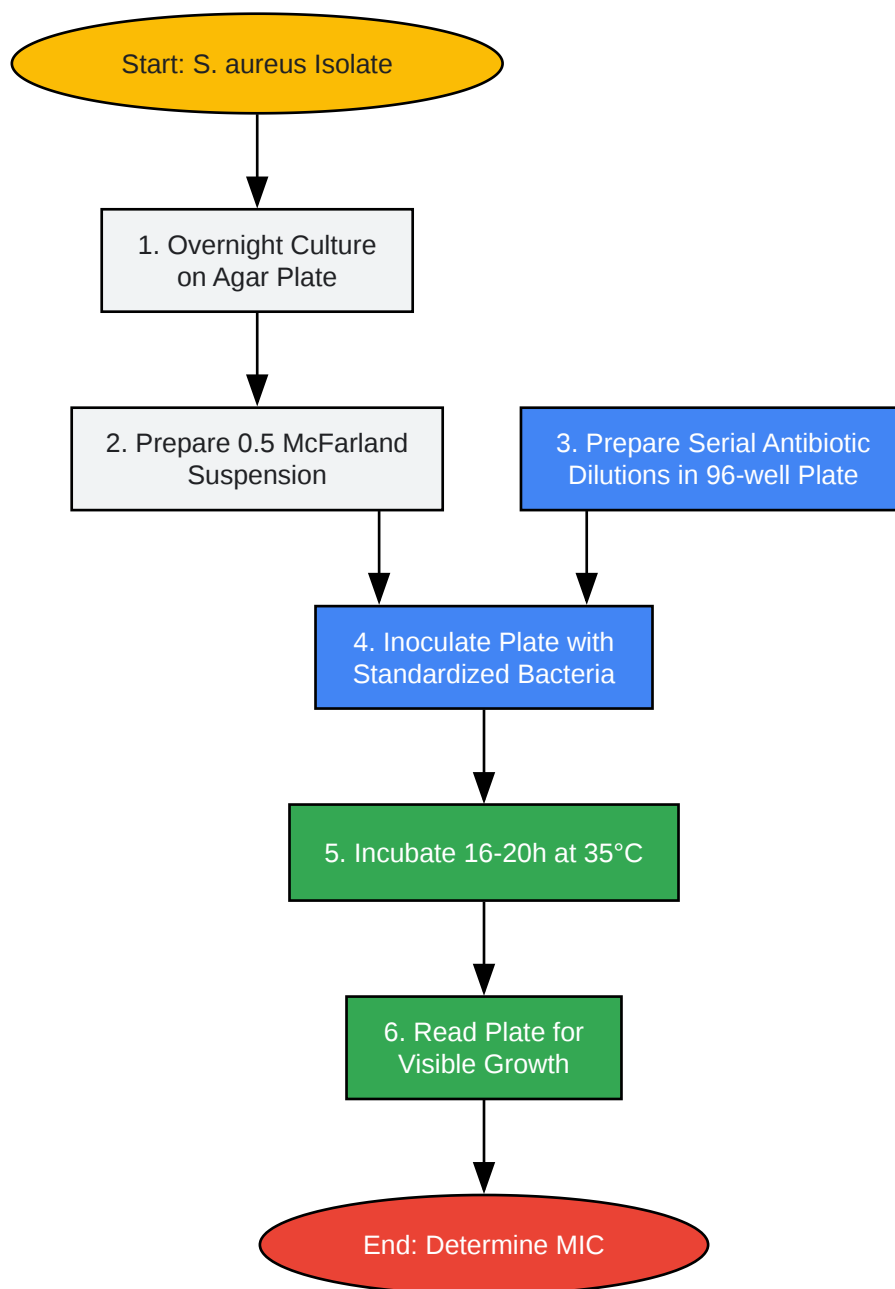 Start: S. aureus Isolate
1. Overnight Culture
on Agar Plate
2. Prepare 0.5 McFarland
Suspension
3. Prepare Serial Antibiotic
Dilutions in 96-well Plate
4. Inoculate Plate with
Standardized Bacteria
5. Incubate 16-20h at 35°C
6. Read Plate for
Visible Growth
End: Determine MIC